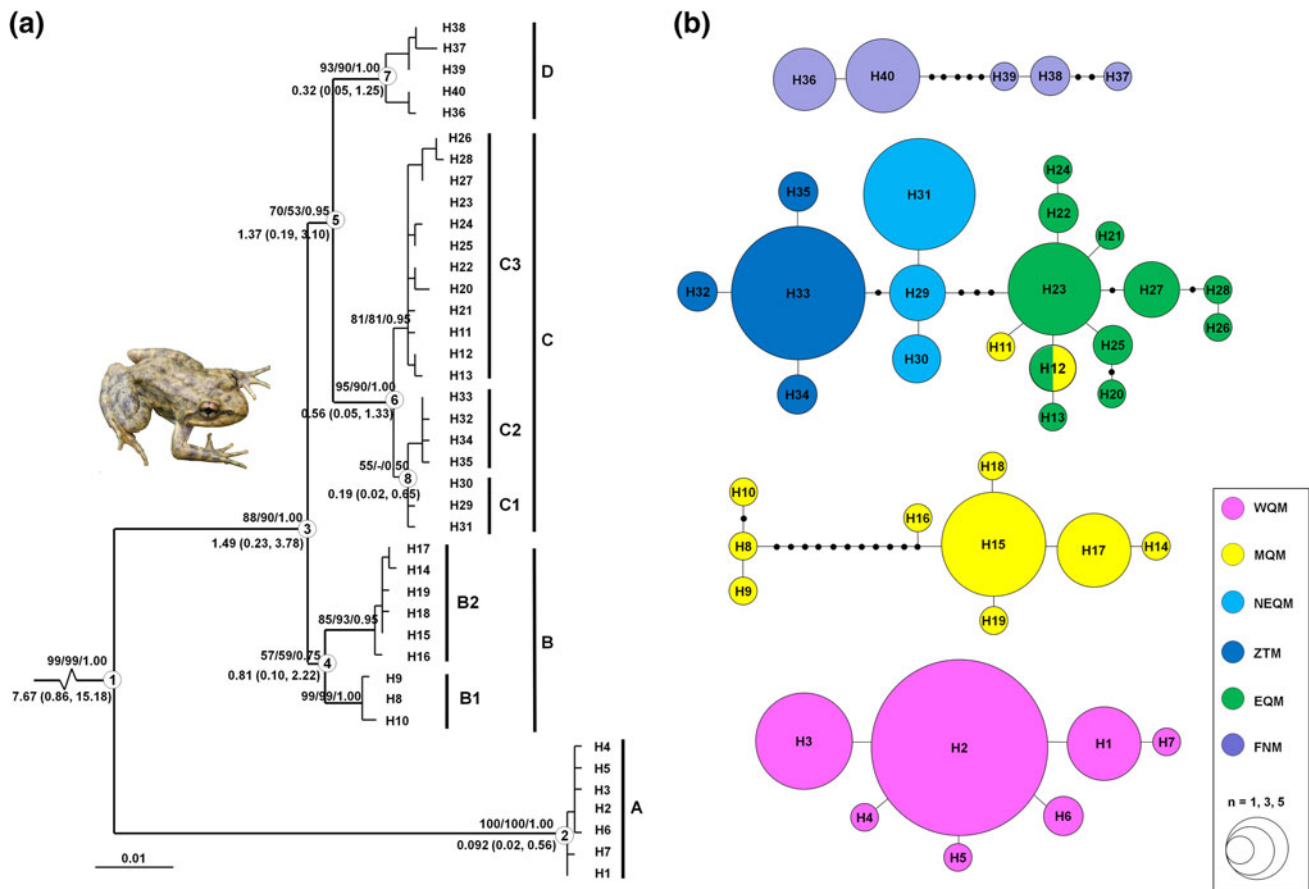 (a)
H38
H37
H39
H40
H36
D
93/90/1.00
7
0.32 (0.05, 1.25)
H26
H28
H27
H23
H24
H25
H22
H20
H21
H11
H12
H13
C3
C
70/53/0.95
5
1.37 (0.19, 3.10)
81/81/0.95
95/90/1.00
6
0.56 (0.05, 1.33)
H33
H32
H34
H35
C2
55/-/0.50
8
0.19 (0.02, 0.65)
H30
H29
H31
C1
88/90/1.00
3
1.49 (0.23, 3.78)
H17
H14
H19
H18
H15
H16
B2
B
85/93/0.95
57/59/0.75
4
0.81 (0.10, 2.22)
99/99/1.00
H9
H8
H10
B1
99/99/1.00
1
7.67 (0.86, 15.18)
H4
H5
H3
H2
H6
H7
H1
A
100/100/1.00
2
0.092 (0.02, 0.56)
0.01
(b)
H36
H40
H39
H38
H37
H35
H31
H24
H22
H21
H32
H33
H29
H23
H27
H28
H26
H11
H25
H30
H12
H34
H20
H13
H18
H10
H16
H8
H15
H17
H14
H9
H19
H3
H2
H1
H7
H4
H6
H5
WQM
MQM
NEQM
ZTM
EQM
FNM
n = 1, 3, 5